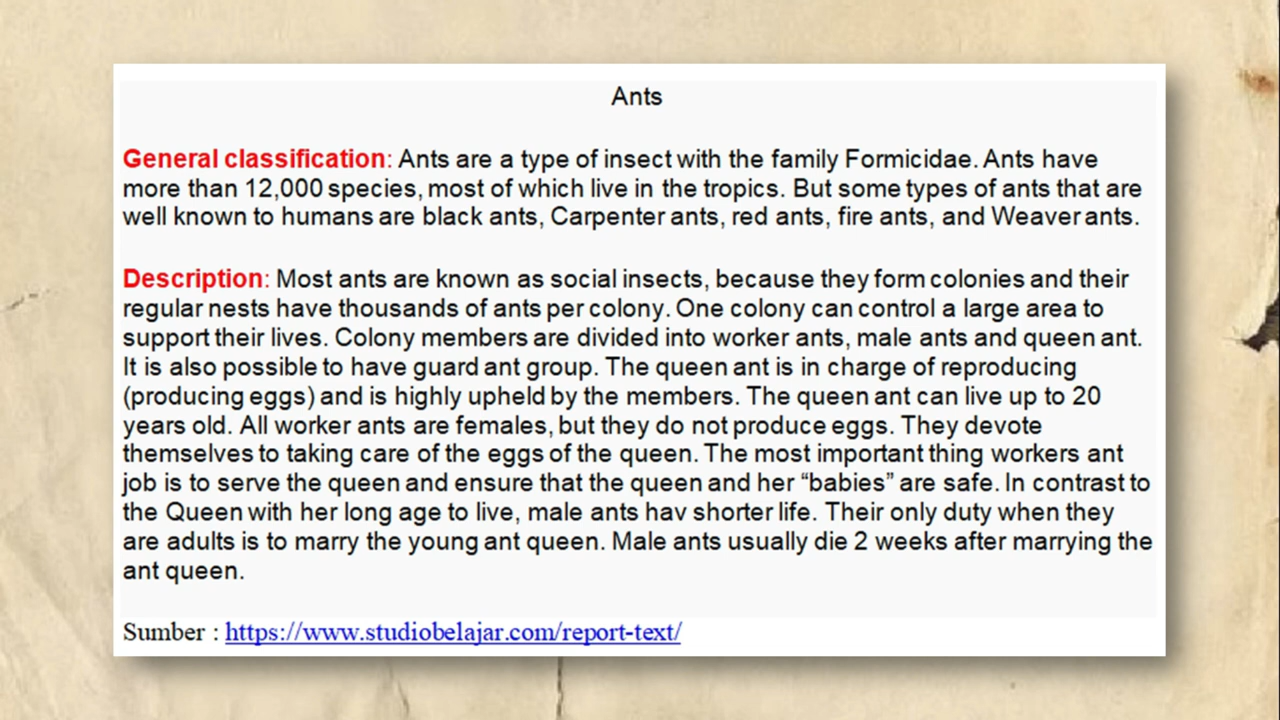 Ants
General classification: Ants are a type of insect with the family Formicidae. Ants have
more than 12,000 species, most of which live in the tropics. But some types of ants that are
well known to humans are black ants, Carpenter ants, red ants, fire ants, and Weaver ants.
Description: Most ants are known as social insects, because they form colonies and their
regular nests have thousands of ants per colony. One colony can control a large area to
support their lives. Colony members are divided into worker ants, male ants and queen ant.
It is also possible to have guard ant group. The queen ant is in charge of reproducing
(producing eggs) and is highly upheld by the members. The queen ant can live up to 20
years old. All worker ants are females, but they do not produce eggs. They devote
themselves to taking care of the eggs of the queen. The most important thing workers ant
job is to serve the queen and ensure that the queen and her “babies” are safe. In contrast to
the Queen with her long age to live, male ants hav shorter life. Their only duty when they
are adults is to marry the young ant queen. Male ants usually die 2 weeks after marrying the
ant queen.
Sumber : https://www.studiobelajar.com/report-text/